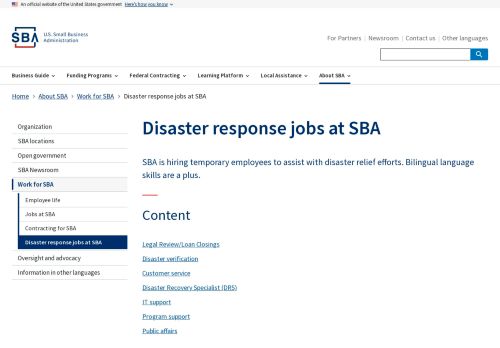 An official website of the United States government Here's how you know
SBA U.S. Small Business
Administration
For Partners Newsroom Contact us Other languages
Business Guide Funding Programs Federal Contracting Learning Platform Local Assistance About SBA
Home > About SBA > Work for SBA > Disaster response jobs at SBA
Organization
SBA locations
Open government
SBA Newsroom
Work for SBA
Employee life
Jobs at SBA
Contracting for SBA
Disaster response jobs at SBA
Oversight and advocacy
Information in other languages
Disaster response jobs at SBA
SBA is hiring temporary employees to assist with disaster relief efforts. Bilingual language
skills are a plus.
Content
Legal Review/Loan Closings
Disaster verification
Customer service
Disaster Recovery Specialist (DRS)
IT support
Program support
Public affairs